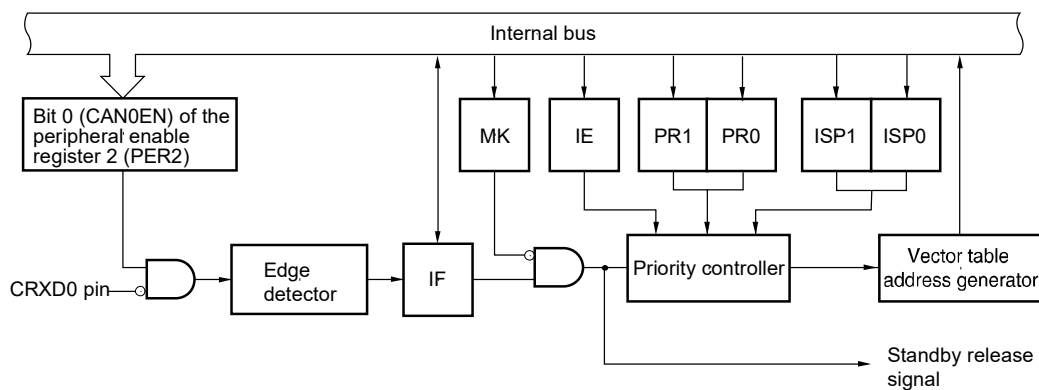 Internal bus
Bit 0 (CAN0EN) of the
peripheral enable
register 2 (PER2)
MK
IE
PR1
PR0
ISP1
ISP0
CRXD0 pin
Edge
detector
IF
Priority controller
Vector table
address generator
Standby release
signal